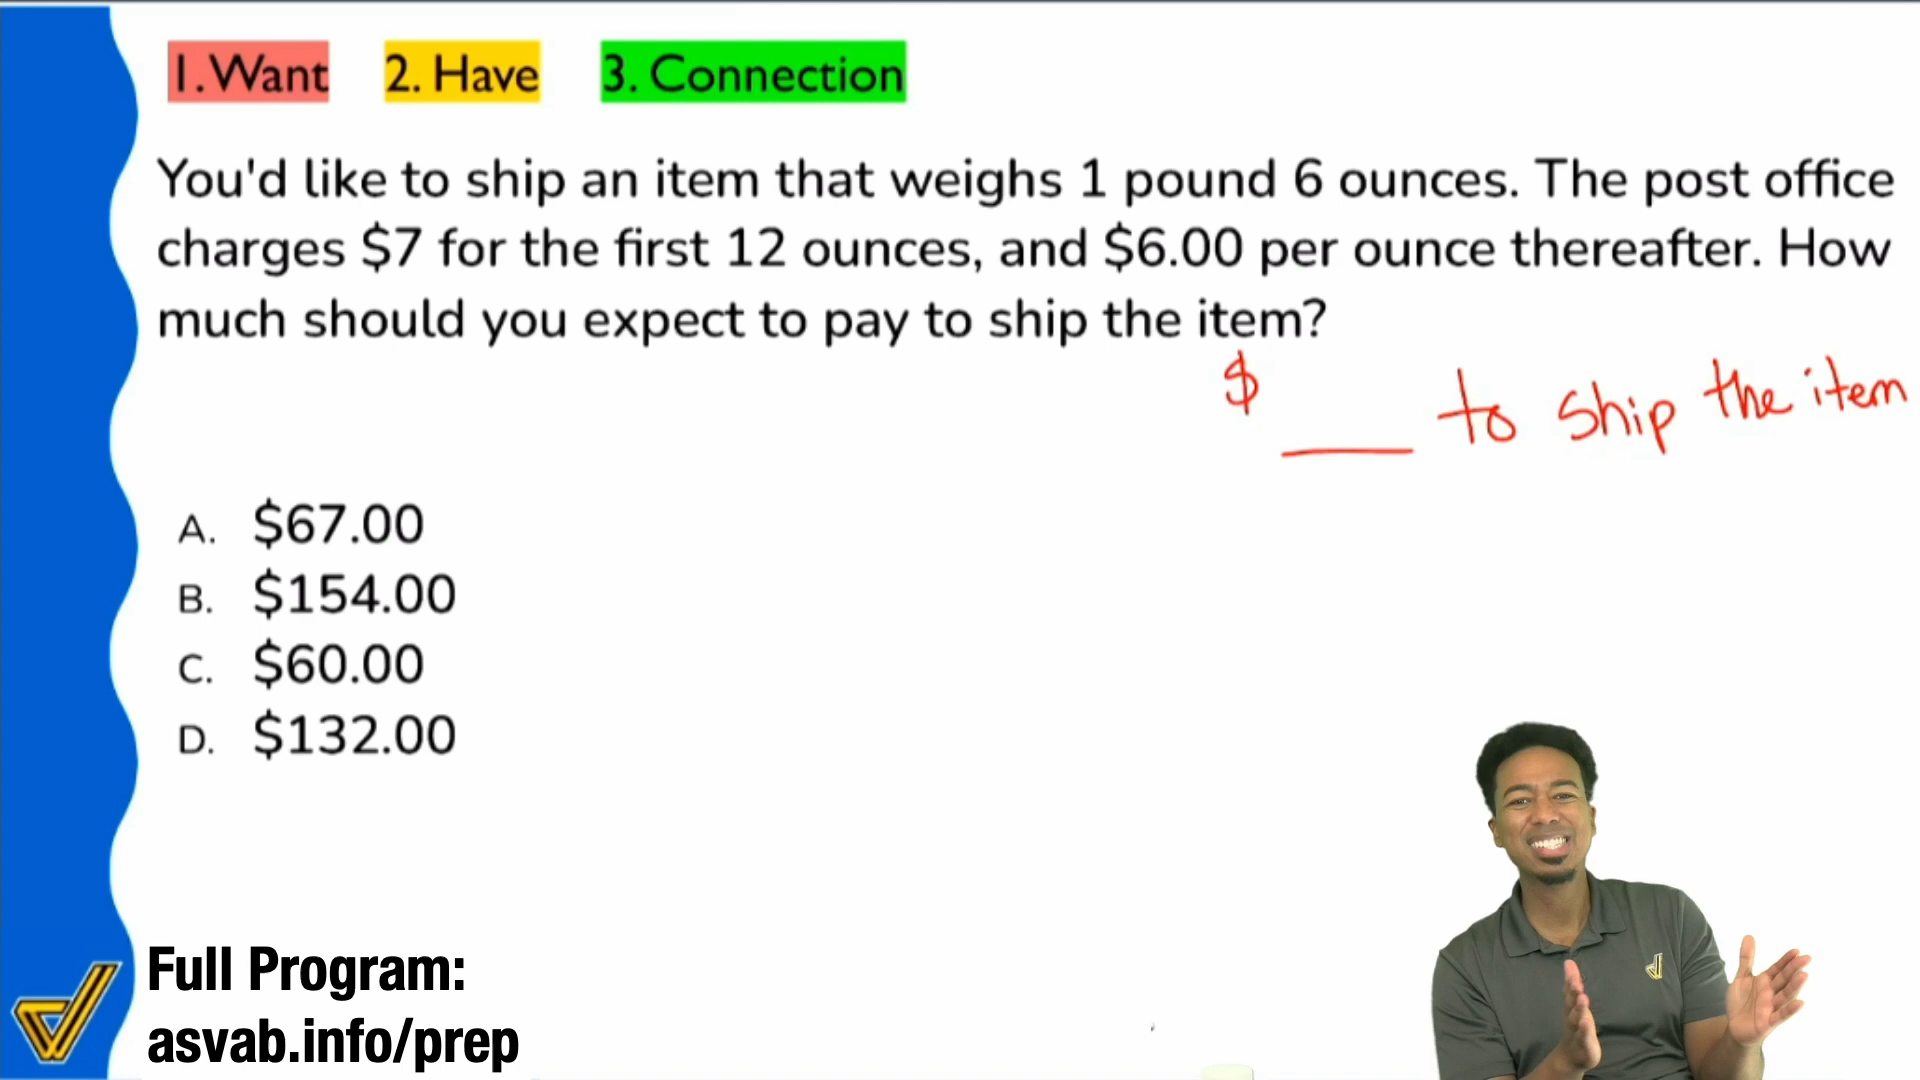 1. Want 2. Have 3. Connection
You'd like to ship an item that weighs 1 pound 6 ounces. The post office
charges $7 for the first 12 ounces, and $6.00 per ounce thereafter. How
much should you expect to pay to ship the item?
$ ____ to ship the item
A. $67.00
B. $154.00
C. $60.00
D. $132.00
Full Program:
asvab.info/prep